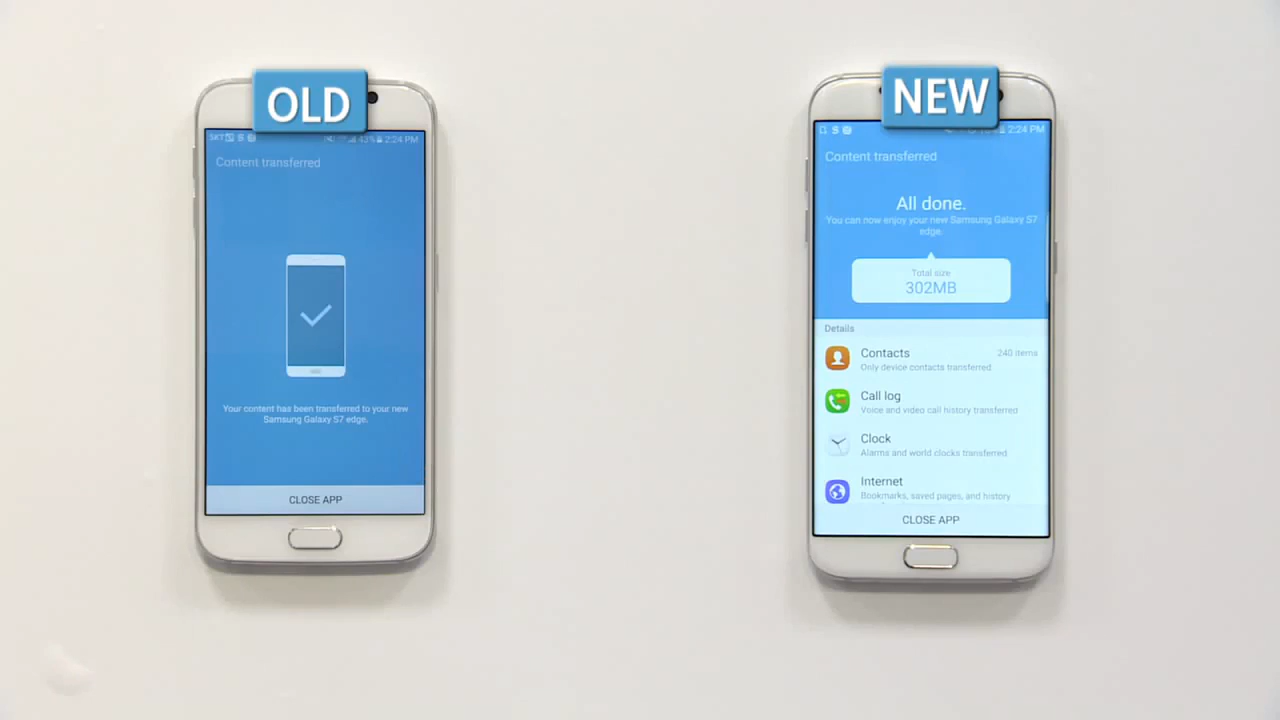 OLD
SKT
43% 2:24 PM
Content transferred
Your content has been transferred to your new
Samsung Galaxy S7 edge.
CLOSE APP
NEW
2:24 PM
Content transferred
All done.
You can now enjoy your new Samsung Galaxy S7
edge.
Total size
302MB
Details
Contacts
240 items
Only device contacts transferred
Call log
Voice and video call history transferred
Clock
Alarms and world clocks transferred
Internet
Bookmarks, saved pages, and history
CLOSE APP